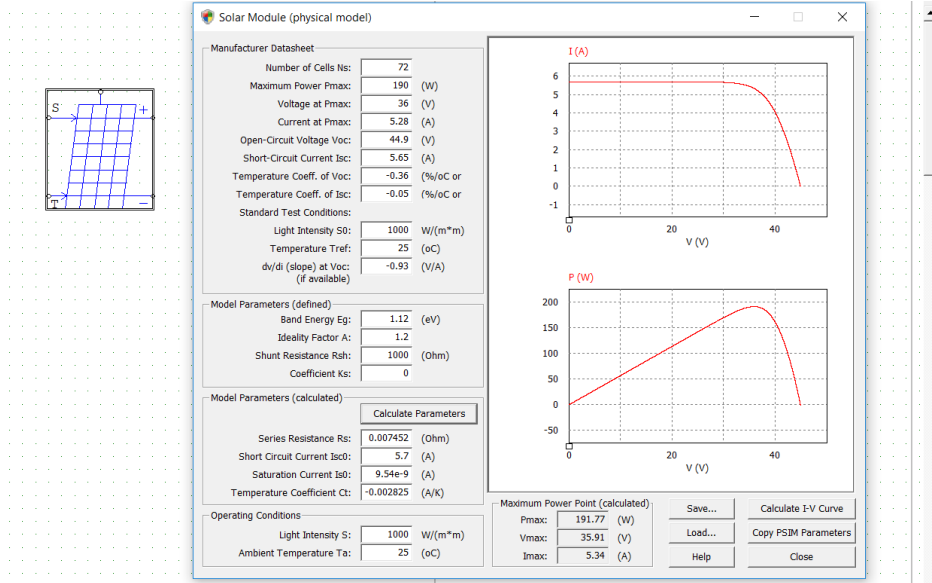 Solar Module (physical model)
S
+
T
−
Manufacturer Datasheet
Number of Cells Ns: 72
Maximum Power Pmax: 190 (W)
Voltage at Pmax: 36 (V)
Current at Pmax: 5.28 (A)
Open-Circuit Voltage Voc: 44.9 (V)
Short-Circuit Current Isc: 5.65 (A)
Temperature Coeff. of Voc: -0.36 (%/oC or
Temperature Coeff. of Isc: -0.05 (%/oC or
Standard Test Conditions:
Light Intensity S0: 1000 W/(m*m)
Temperature Tref: 25 (oC)
dv/di (slope) at Voc: -0.93 (V/A)
(if available)
Model Parameters (defined)
Band Energy Eg: 1.12 (eV)
Ideality Factor A: 1.2
Shunt Resistance Rsh: 1000 (Ohm)
Coefficient Ks: 0
Model Parameters (calculated)
Calculate Parameters
Series Resistance Rs: 0.007452 (Ohm)
Short Circuit Current Isc0: 5.7 (A)
Saturation Current Is0: 9.54e-9 (A)
Temperature Coefficient Ct: -0.002825 (A/K)
Operating Conditions
Light Intensity S: 1000 W/(m*m)
Ambient Temperature Ta: 25 (oC)
I (A)
6
5
4
3
2
1
0
-1
0 20 40
V (V)
P (W)
200
150
100
50
0
-50
0 20 40
V (V)
Maximum Power Point (calculated)
Pmax: 191.77 (W)
Vmax: 35.91 (V)
Imax: 5.34 (A)
Save... Calculate I-V Curve
Load... Copy PSIM Parameters
Help Close